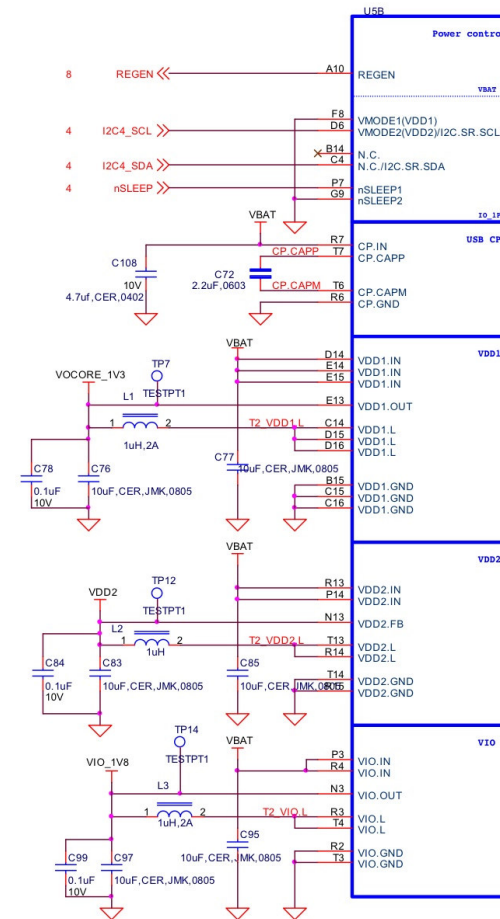 U5B
Power contro
8 REGEN A10 REGEN
VBAT
F8 VMODE1(VDD1)
4 I2C4_SCL D6 VMODE2(VDD2)/I2C.SR.SCL
B14 N.C.
4 I2C4_SDA C4 N.C./I2C.SR.SDA
4 nSLEEP P7 nSLEEP1
G9 nSLEEP2
VBAT IO_1P
R7 CP.IN USB CP
CP.CAPP T7 CP.CAPP
C108 C72
10V 2.2uF,0603 CP.CAPM T6 CP.CAPM
4.7uf,CER,0402 R6 CP.GND
VBAT VDD1
D14 VDD1.IN
E14 VDD1.IN
E15 VDD1.IN
TP7
VOCORE_1V3 TESTPT1
L1 E13 VDD1.OUT
1 2 T2_VDD1.L C14 VDD1.L
D15 VDD1.L
1uH,2A D16 VDD1.L
C78 C76 C77
0.1uF 10uF,CER,JMK,0805 10uF,CER,JMK,0805
10V
B15 VDD1.GND
C15 VDD1.GND
C16 VDD1.GND
VBAT VDD2
R13 VDD2.IN
P14 VDD2.IN
TP12
VDD2 TESTPT1
L2 N13 VDD2.FB
1 2 T2_VDD2.L T13 VDD2.L
1uH R14 VDD2.L
C84 C83 C85
0.1uF 10uF,CER,JMK,0805 10uF,CER,JMK,0805
10V
T14 VDD2.GND
R15 VDD2.GND
TP14
VBAT VIO
TESTPT1
P3 VIO.IN
VIO_1V8 R4 VIO.IN
L3 N3 VIO.OUT
1 2 T2_VIO.L R3 VIO.L
1uH,2A T4 VIO.L
C95
C99 C97 10uF,CER,JMK,0805 R2 VIO.GND
T3 VIO.GND
0.1uF 10uF,CER,JMK,0805
10V